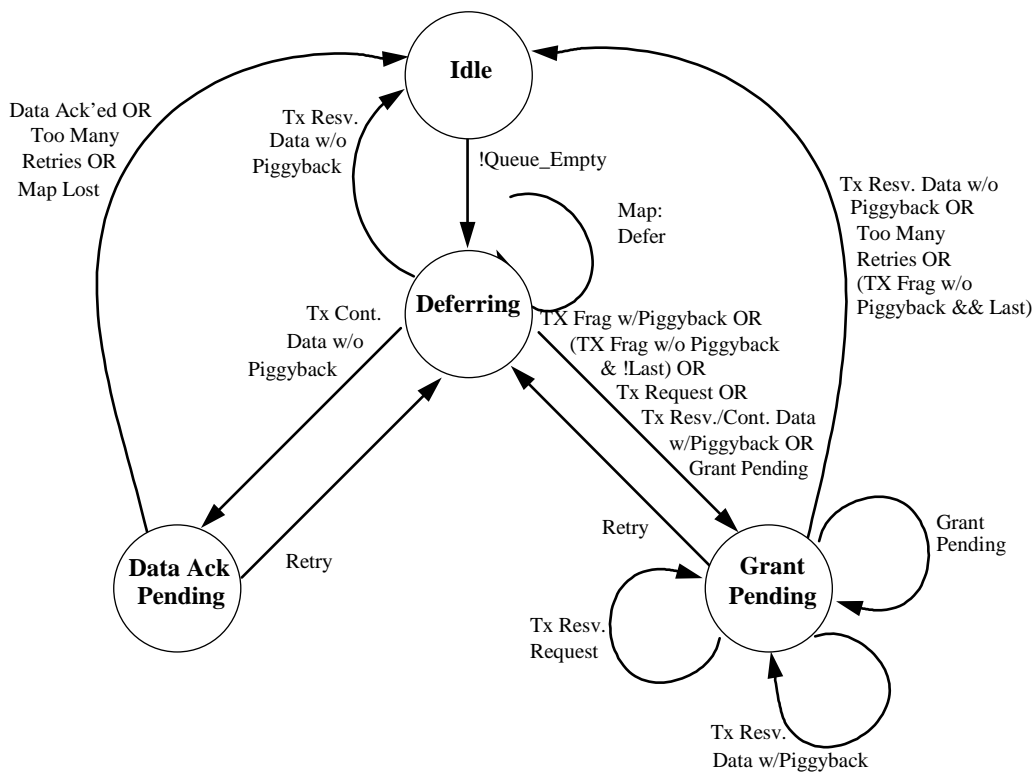 Idle
Data Ack'ed OR
Too Many
Retries OR
Map Lost
Tx Resv.
Data w/o
Piggyback
!Queue_Empty
Map:
Defer
Tx Resv. Data w/o
Piggyback OR
Too Many
Retries OR
(TX Frag w/o
Piggyback && Last)
Deferring
Tx Cont.
Data w/o
Piggyback
TX Frag w/Piggyback OR
(TX Frag w/o Piggyback
& !Last) OR
Tx Request OR
Tx Resv./Cont. Data
w/Piggyback OR
Grant Pending
Retry
Retry
Data Ack
Pending
Grant
Pending
Grant
Pending
Tx Resv.
Request
Tx Resv.
Data w/Piggyback